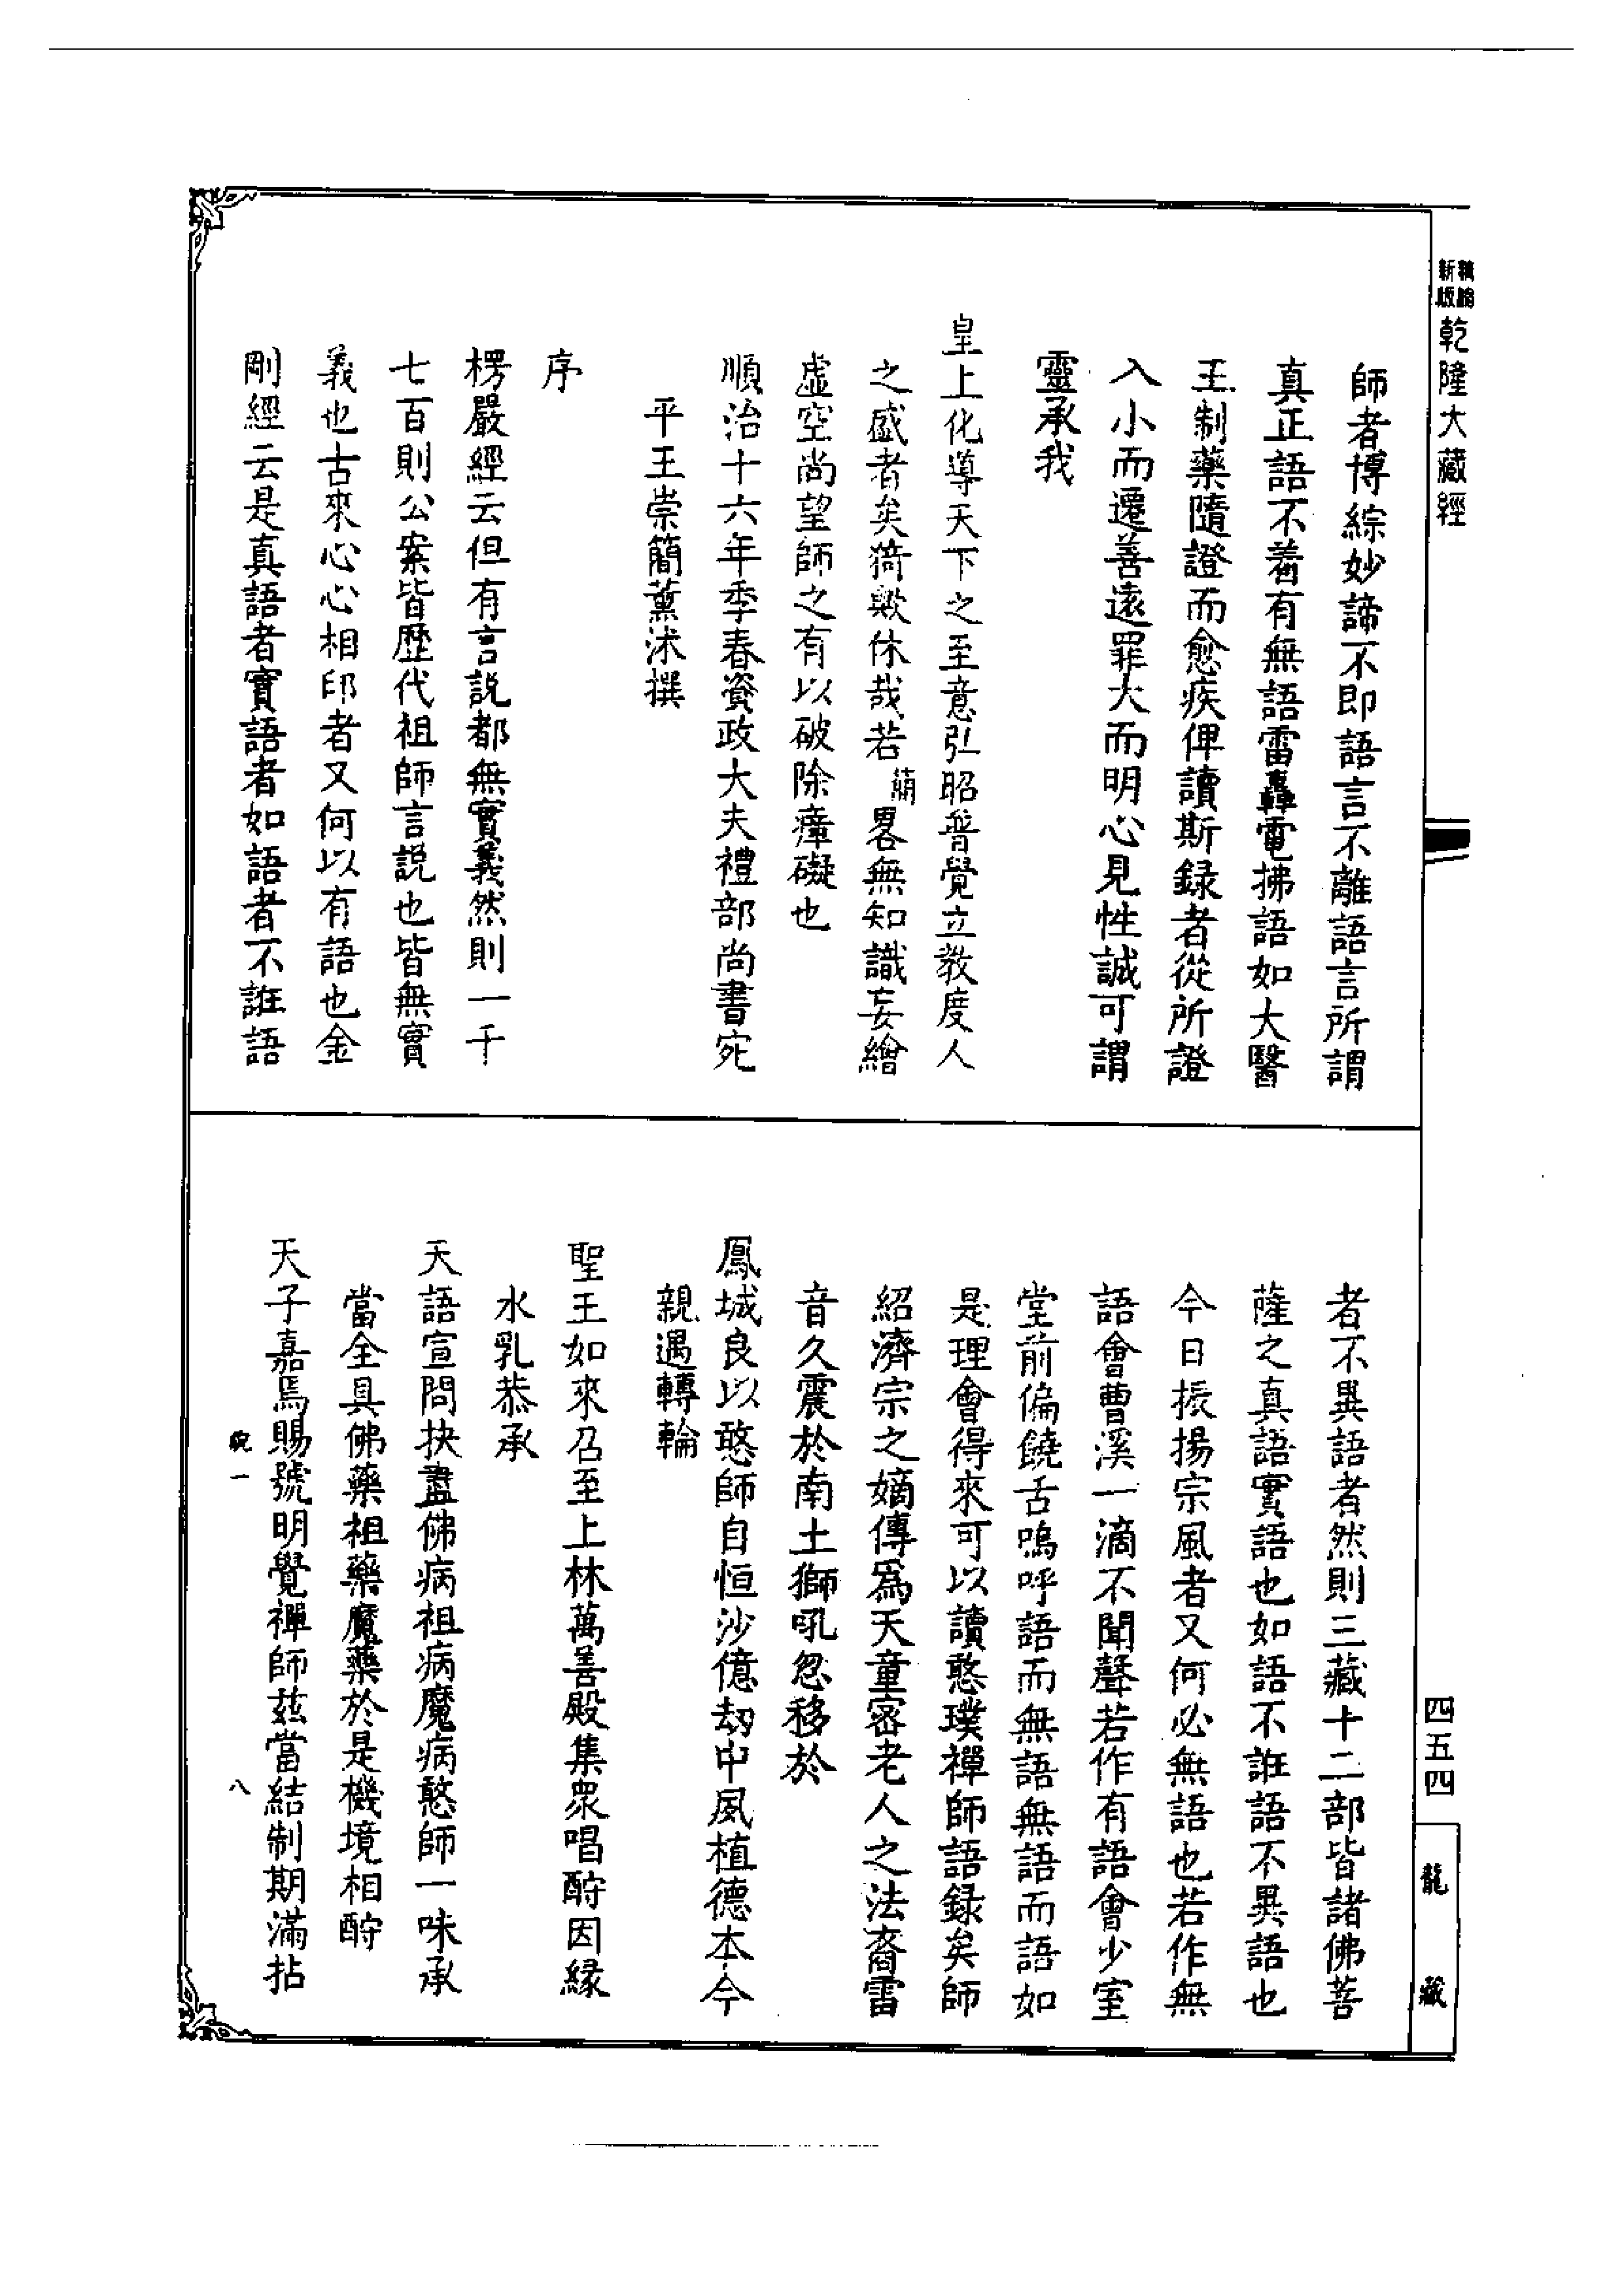 新版
乾隆大藏經
師者博綜妙諦不即語言不離語言所謂
真正語不着有無語雷轟電拂語如大醫
王制藥隨證而愈疾俾讀斯録者從所證
入小而遷善遠罪大而明心見性誠可謂
靈承我
皇上化導天下之至意弘昭普覺立教度人
之盛者矣猗歟休哉若簡畧無知識妄繪
虛空尚望師之有以破除瘴礙也
順治十六年季春資政大夫禮部尚書宛
平王崇簡薰沐撰
序
楞嚴經云但有言説都無實義然則一千
七百則公案皆歷代祖師言説也皆無實
義也古來心心相印者又何以有語也金
剛經云是真語者實語者如語者不誑語
者不異語者然則三藏十二部皆諸佛菩
薩之真語實語也如語不誑語不異語也
今日振揚宗風者又何必無語也若作無
語會曹溪一滴不聞聲若作有語會少室
堂前偏饒舌嗚呼語而無語無語而語如
是理會得來可以讀憨璞禪師語録矣師
紹濟宗之嫡傳爲天童密老人之法裔雷
音久震於南土獅吼忽移於
鳳城良以憨師自恒沙億劫中夙植德本今
親遇轉輪
聖王如來召至上林萬善殿集衆唱酧因緣
水乳恭承
天語宣問抉盡佛病祖病魔病憨師一味承
當全具佛藥祖藥魔藥於是機境相酧
天子嘉焉賜號明覺禪師兹當結制期滿拈
一
八
四五四
龍藏